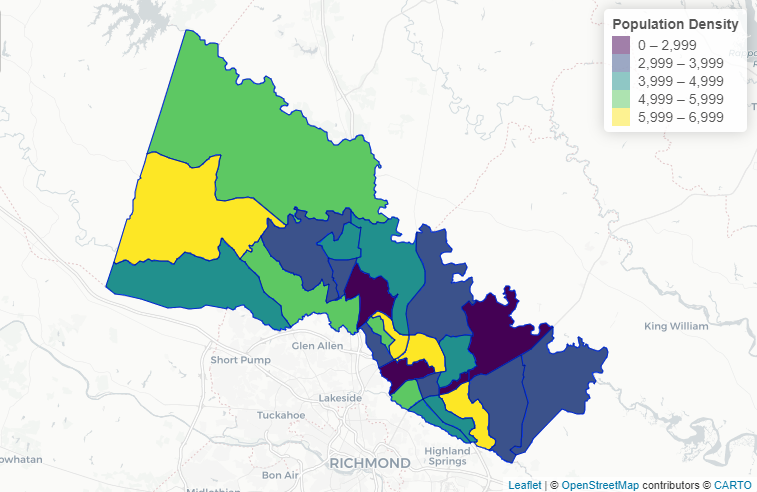 Population Density
0 – 2,999
2,999 – 3,999
3,999 – 4,999
4,999 – 5,999
5,999 – 6,999
King William
Glen Allen
Short Pump
Lakeside
Tuckahoe
Highland
Springs
RICHMOND
Bon Air
Leaflet | © OpenStreetMap contributors © CARTO